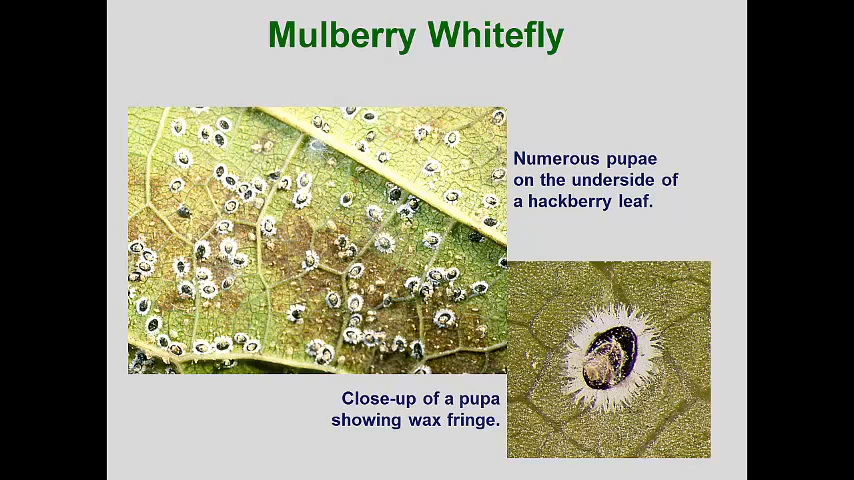 Mulberry Whitefly
Numerous pupae
on the underside of
a hackberry leaf.
Close-up of a pupa
showing wax fringe.